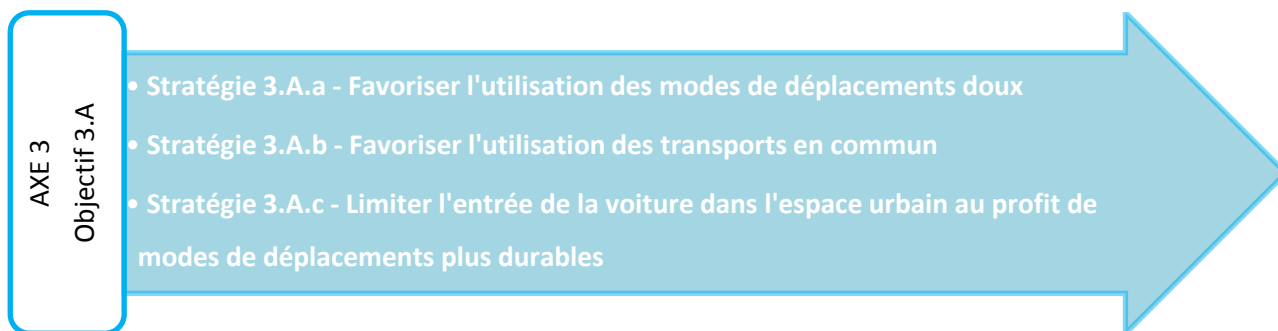 AXE 3
Objectif 3.A
• Stratégie 3.A.a - Favoriser l'utilisation des modes de déplacements doux
• Stratégie 3.A.b - Favoriser l'utilisation des transports en commun
• Stratégie 3.A.c - Limiter l'entrée de la voiture dans l'espace urbain au profit de
modes de déplacements plus durables